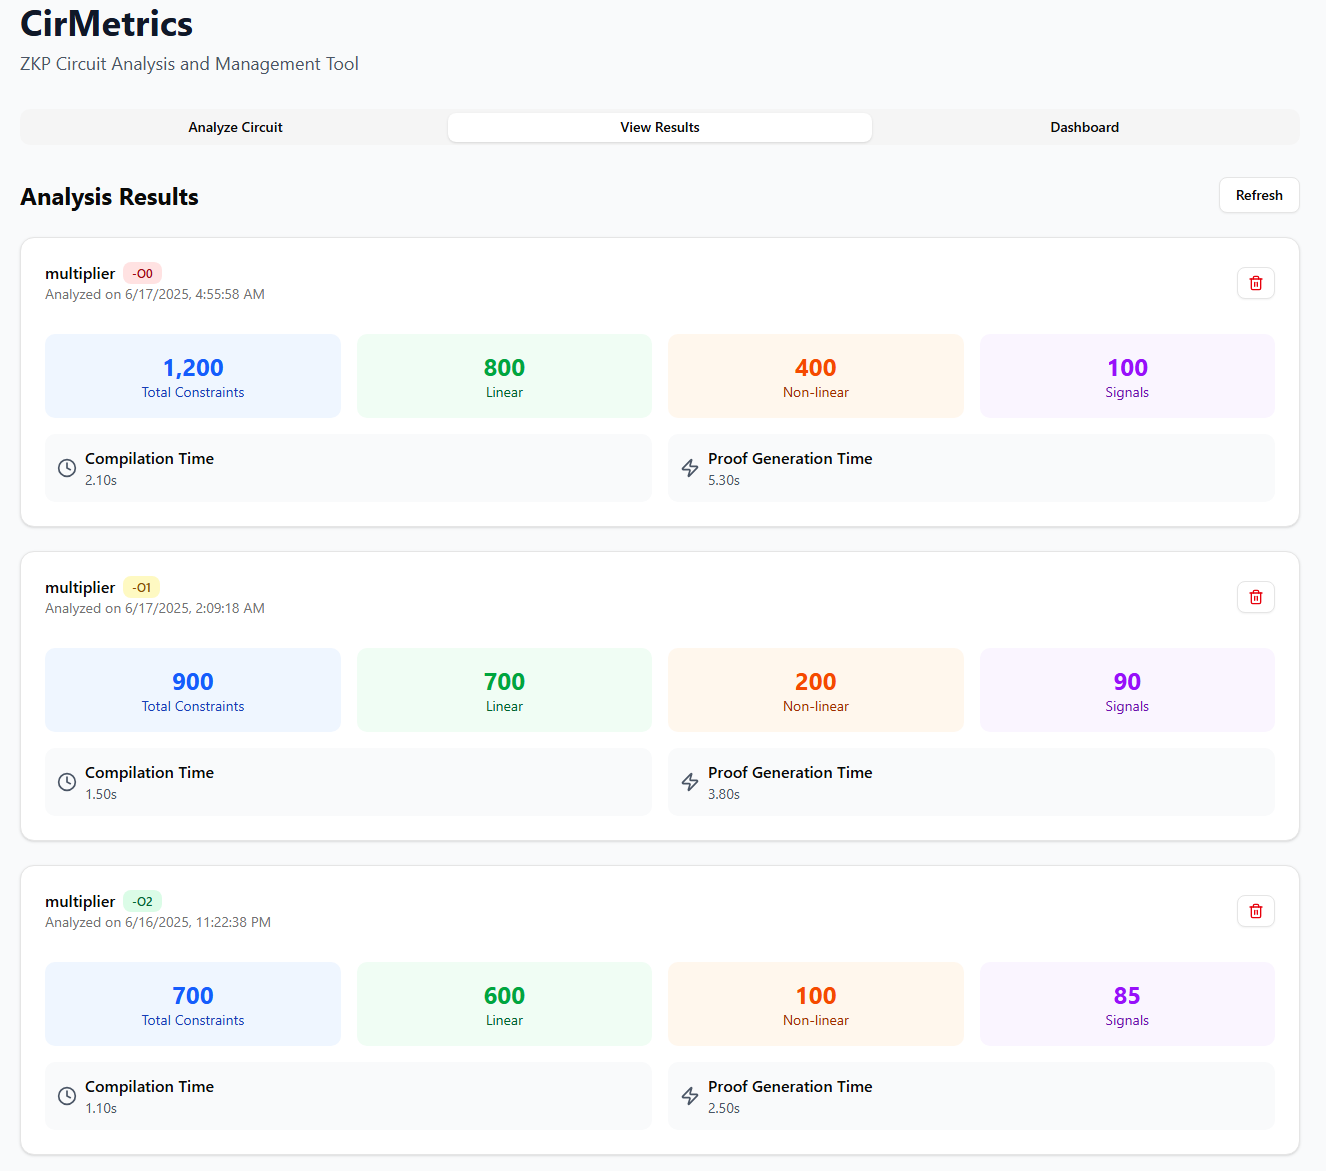 CirMetrics
ZKP Circuit Analysis and Management Tool
Analyze Circuit
View Results
Dashboard
Analysis Results
Refresh
multiplier -O0
Analyzed on 6/17/2025, 4:55:58 AM
1,200
Total Constraints
800
Linear
400
Non-linear
100
Signals
Compilation Time
2.10s
Proof Generation Time
5.30s
multiplier -O1
Analyzed on 6/17/2025, 2:09:18 AM
900
Total Constraints
700
Linear
200
Non-linear
90
Signals
Compilation Time
1.50s
Proof Generation Time
3.80s
multiplier -O2
Analyzed on 6/16/2025, 11:22:38 PM
700
Total Constraints
600
Linear
100
Non-linear
85
Signals
Compilation Time
1.10s
Proof Generation Time
2.50s